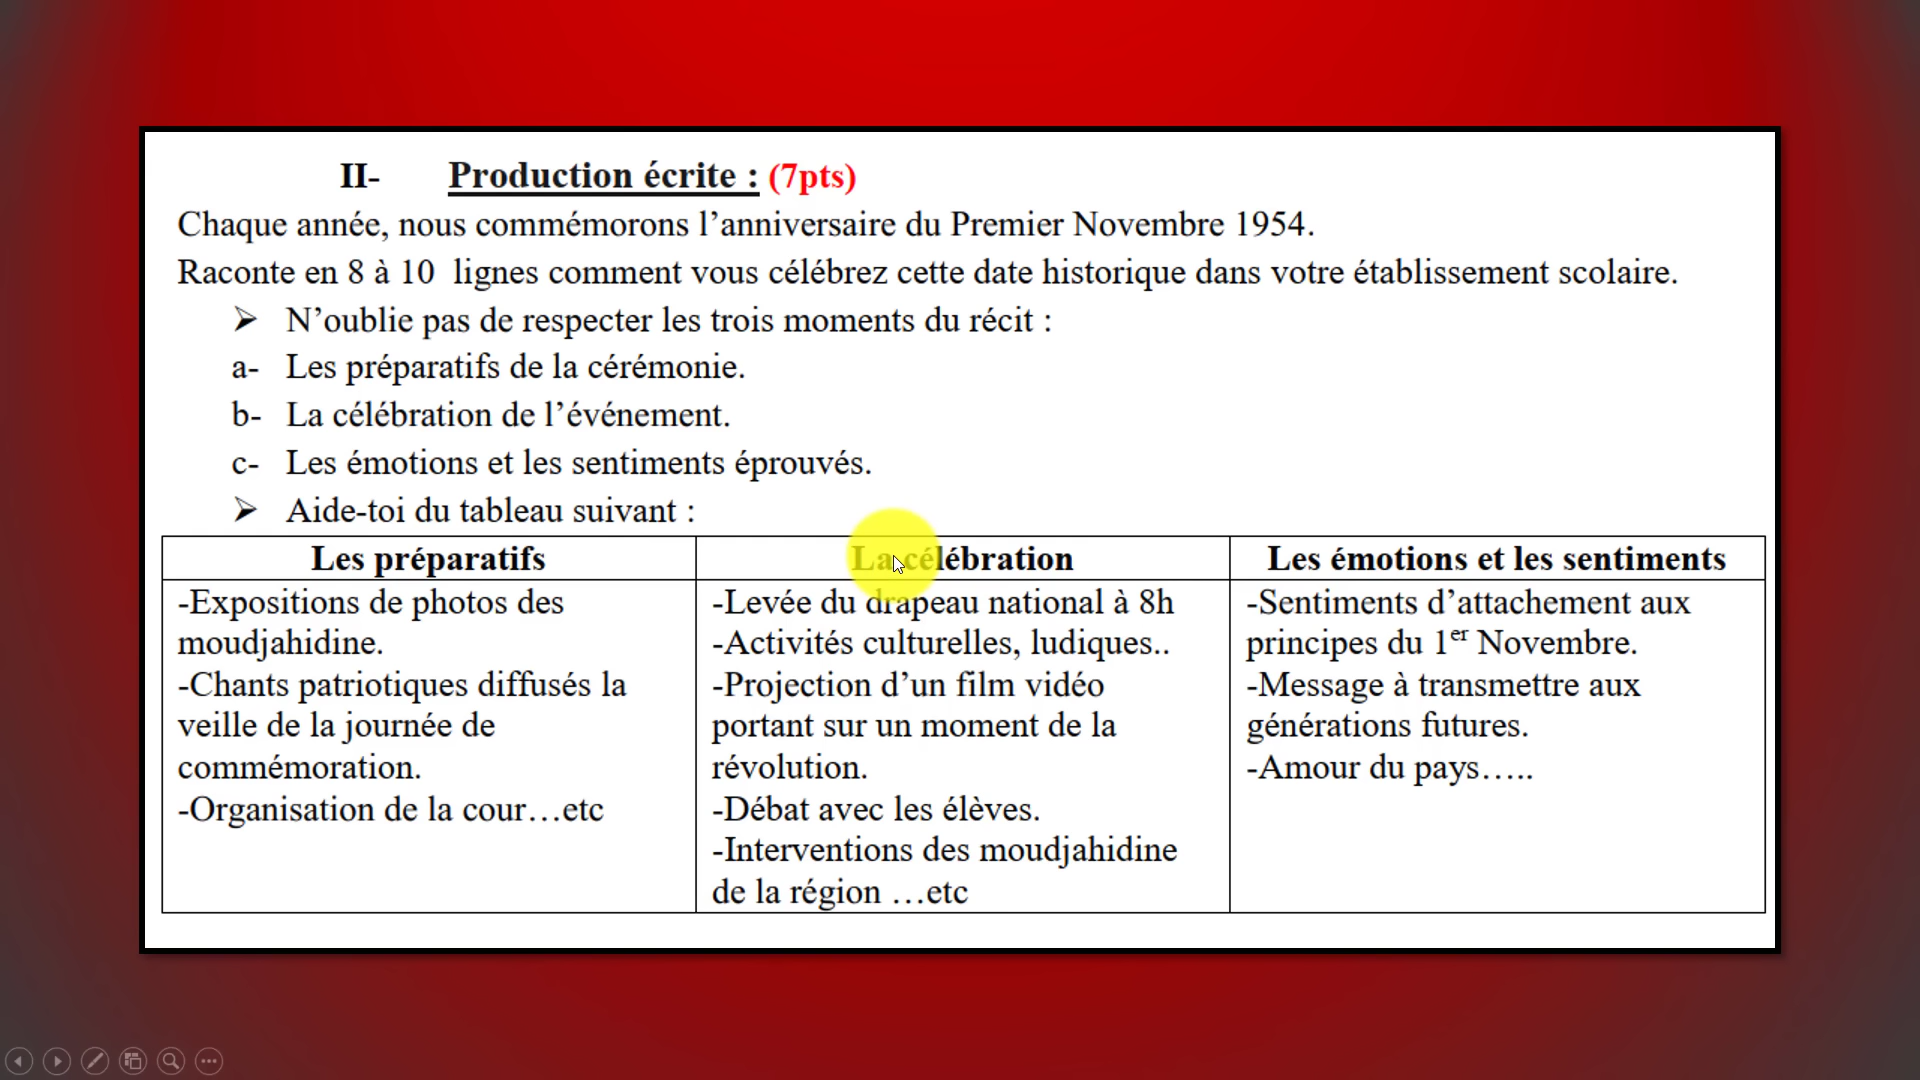 II- Production écrite : (7pts)
Chaque année, nous commémorons l’anniversaire du Premier Novembre 1954.
Raconte en 8 à 10 lignes comment vous célébrez cette date historique dans votre établissement scolaire.
➢ N’oublie pas de respecter les trois moments du récit :
a- Les préparatifs de la cérémonie.
b- La célébration de l’événement.
c- Les émotions et les sentiments éprouvés.
➢ Aide-toi du tableau suivant :
Les préparatifs
-Expositions de photos des
moudjahidine.
-Chants patriotiques diffusés la
veille de la journée de
commémoration.
-Organisation de la cour…etc
La célébration
-Levée du drapeau national à 8h
-Activités culturelles, ludiques..
-Projection d’un film vidéo
portant sur un moment de la
révolution.
-Débat avec les élèves.
-Interventions des moudjahidine
de la région …etc
Les émotions et les sentiments
-Sentiments d’attachement aux
principes du 1er Novembre.
-Message à transmettre aux
générations futures.
-Amour du pays…..